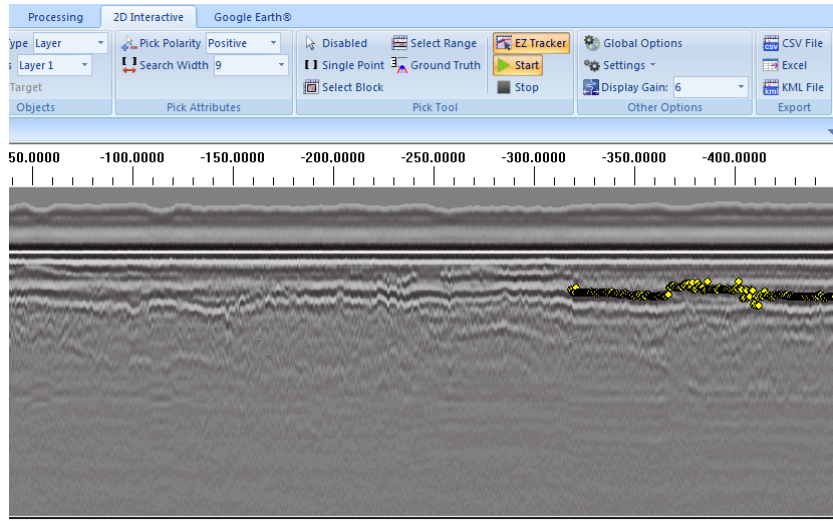 Processing 2D Interactive Google Earth®
Type Layer Pick Polarity Positive Disabled Select Range EZ Tracker Global Options CSV File
s Layer 1 Search Width 9 Single Point Ground Truth Start Settings Excel
Target Select Block Stop Display Gain: 6 KML File
Objects Pick Attributes Pick Tool Other Options Export
50.0000 -100.0000 -150.0000 -200.0000 -250.0000 -300.0000 -350.0000 -400.0000